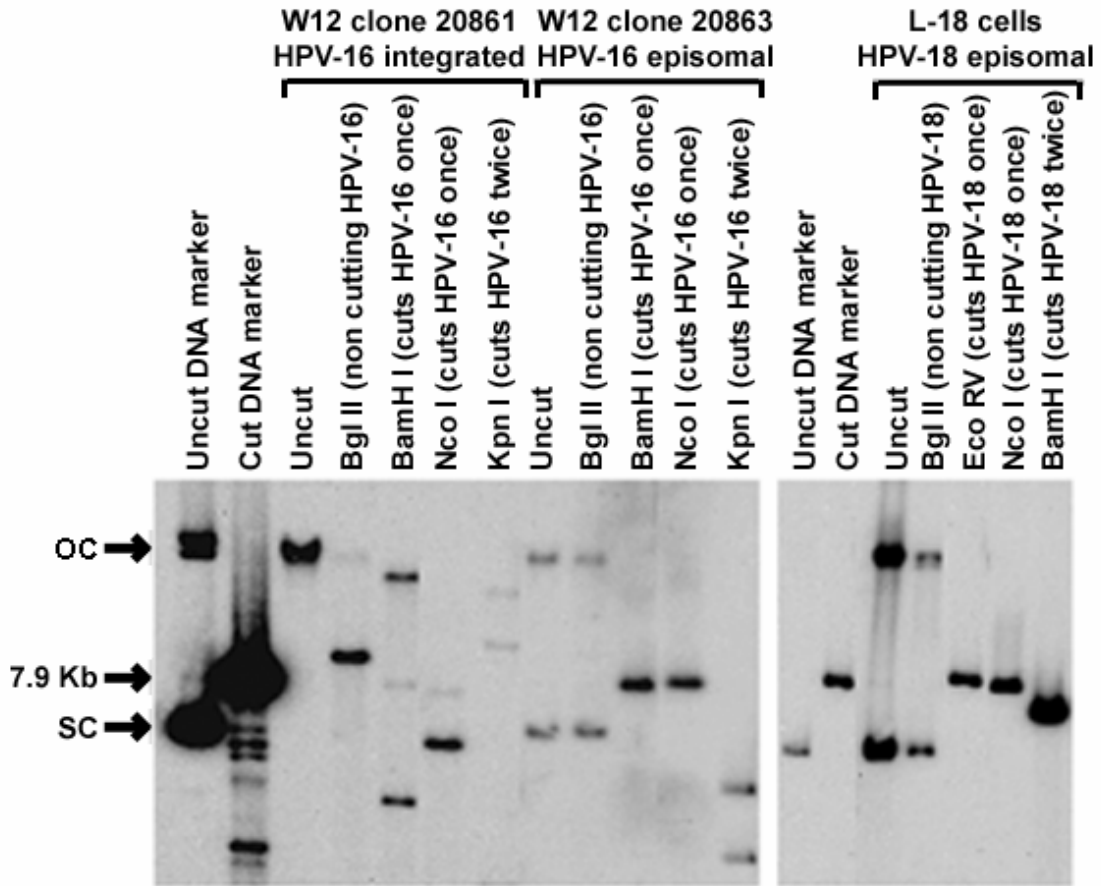 W12 clone 20861
HPV-16 integrated
W12 clone 20863
HPV-16 episomal
L-18 cells
HPV-18 episomal
Uncut DNA marker
Cut DNA marker
Uncut
Bgl II (non cutting HPV-16)
BamH I (cuts HPV-16 once)
Nco I (cuts HPV-16 once)
Kpn I (cuts HPV-16 twice)
Uncut
Bgl II (non cutting HPV-16)
BamH I (cuts HPV-16 once)
Nco I (cuts HPV-16 once)
Kpn I (cuts HPV-16 twice)
Uncut DNA marker
Cut DNA marker
Uncut
Bgl II (non cutting HPV-18)
Eco RV (cuts HPV-18 once)
Nco I (cuts HPV-18 once)
BamH I (cuts HPV-18 twice)
OC
7.9 Kb
SC